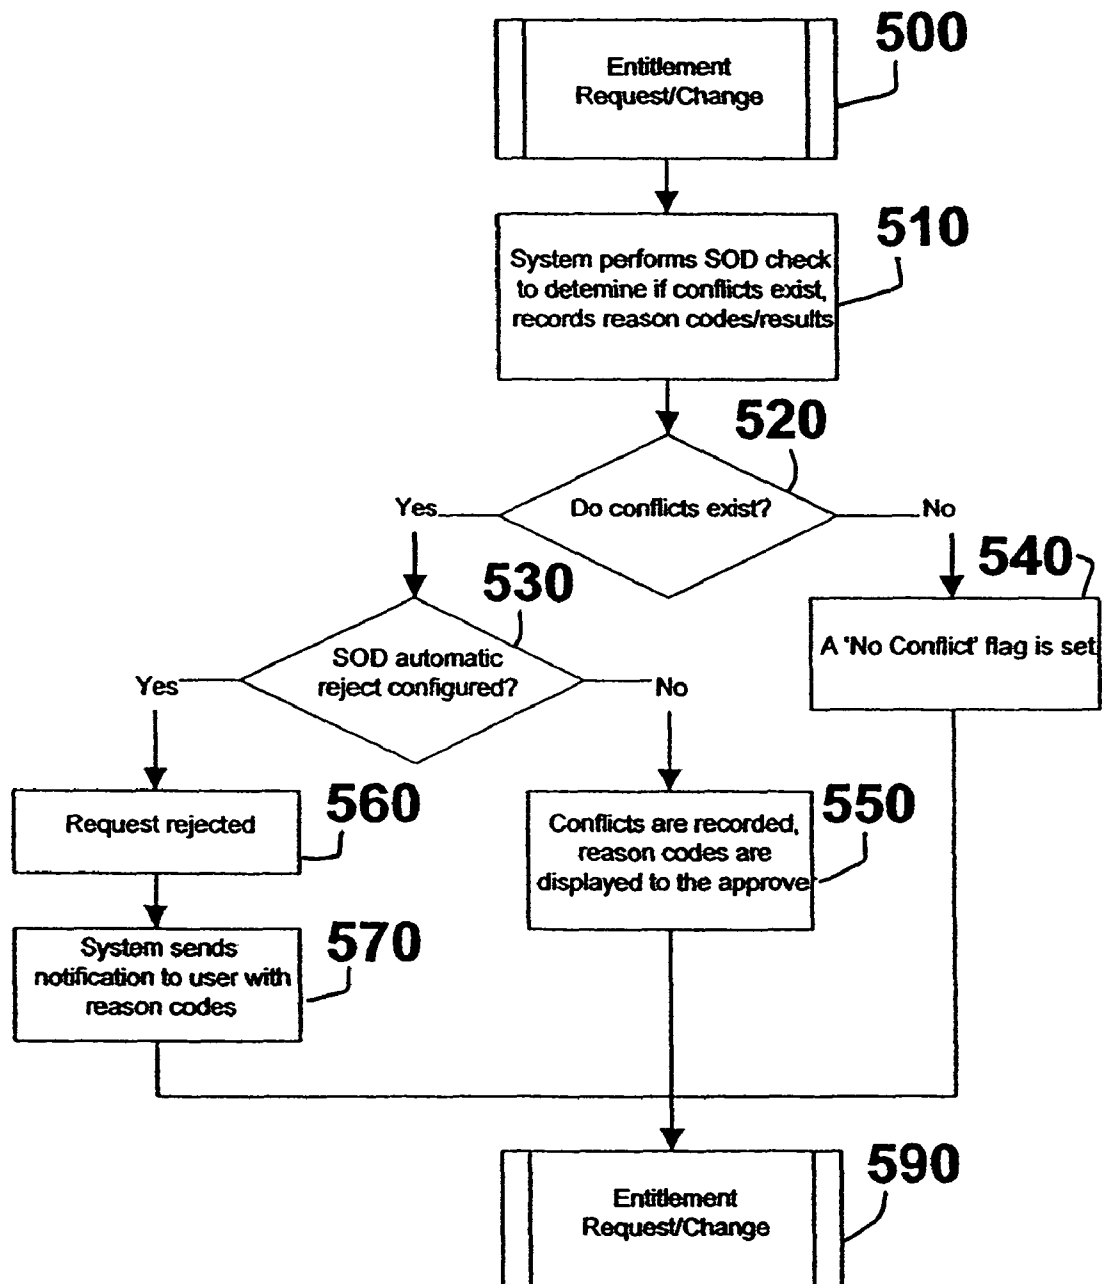 500
Entitlement
Request/Change
510
System performs SOD check
to detemine if conflicts exist,
records reason codes/results
520
Do conflicts exist?
Yes
No
530
540
SOD automatic
reject configured?
A 'No Conflict' flag is set
Yes
No
Request rejected
560
550
Conflicts are recorded,
reason codes are
displayed to the approve
570
System sends
notification to user with
reason codes
590
Entitlement
Request/Change